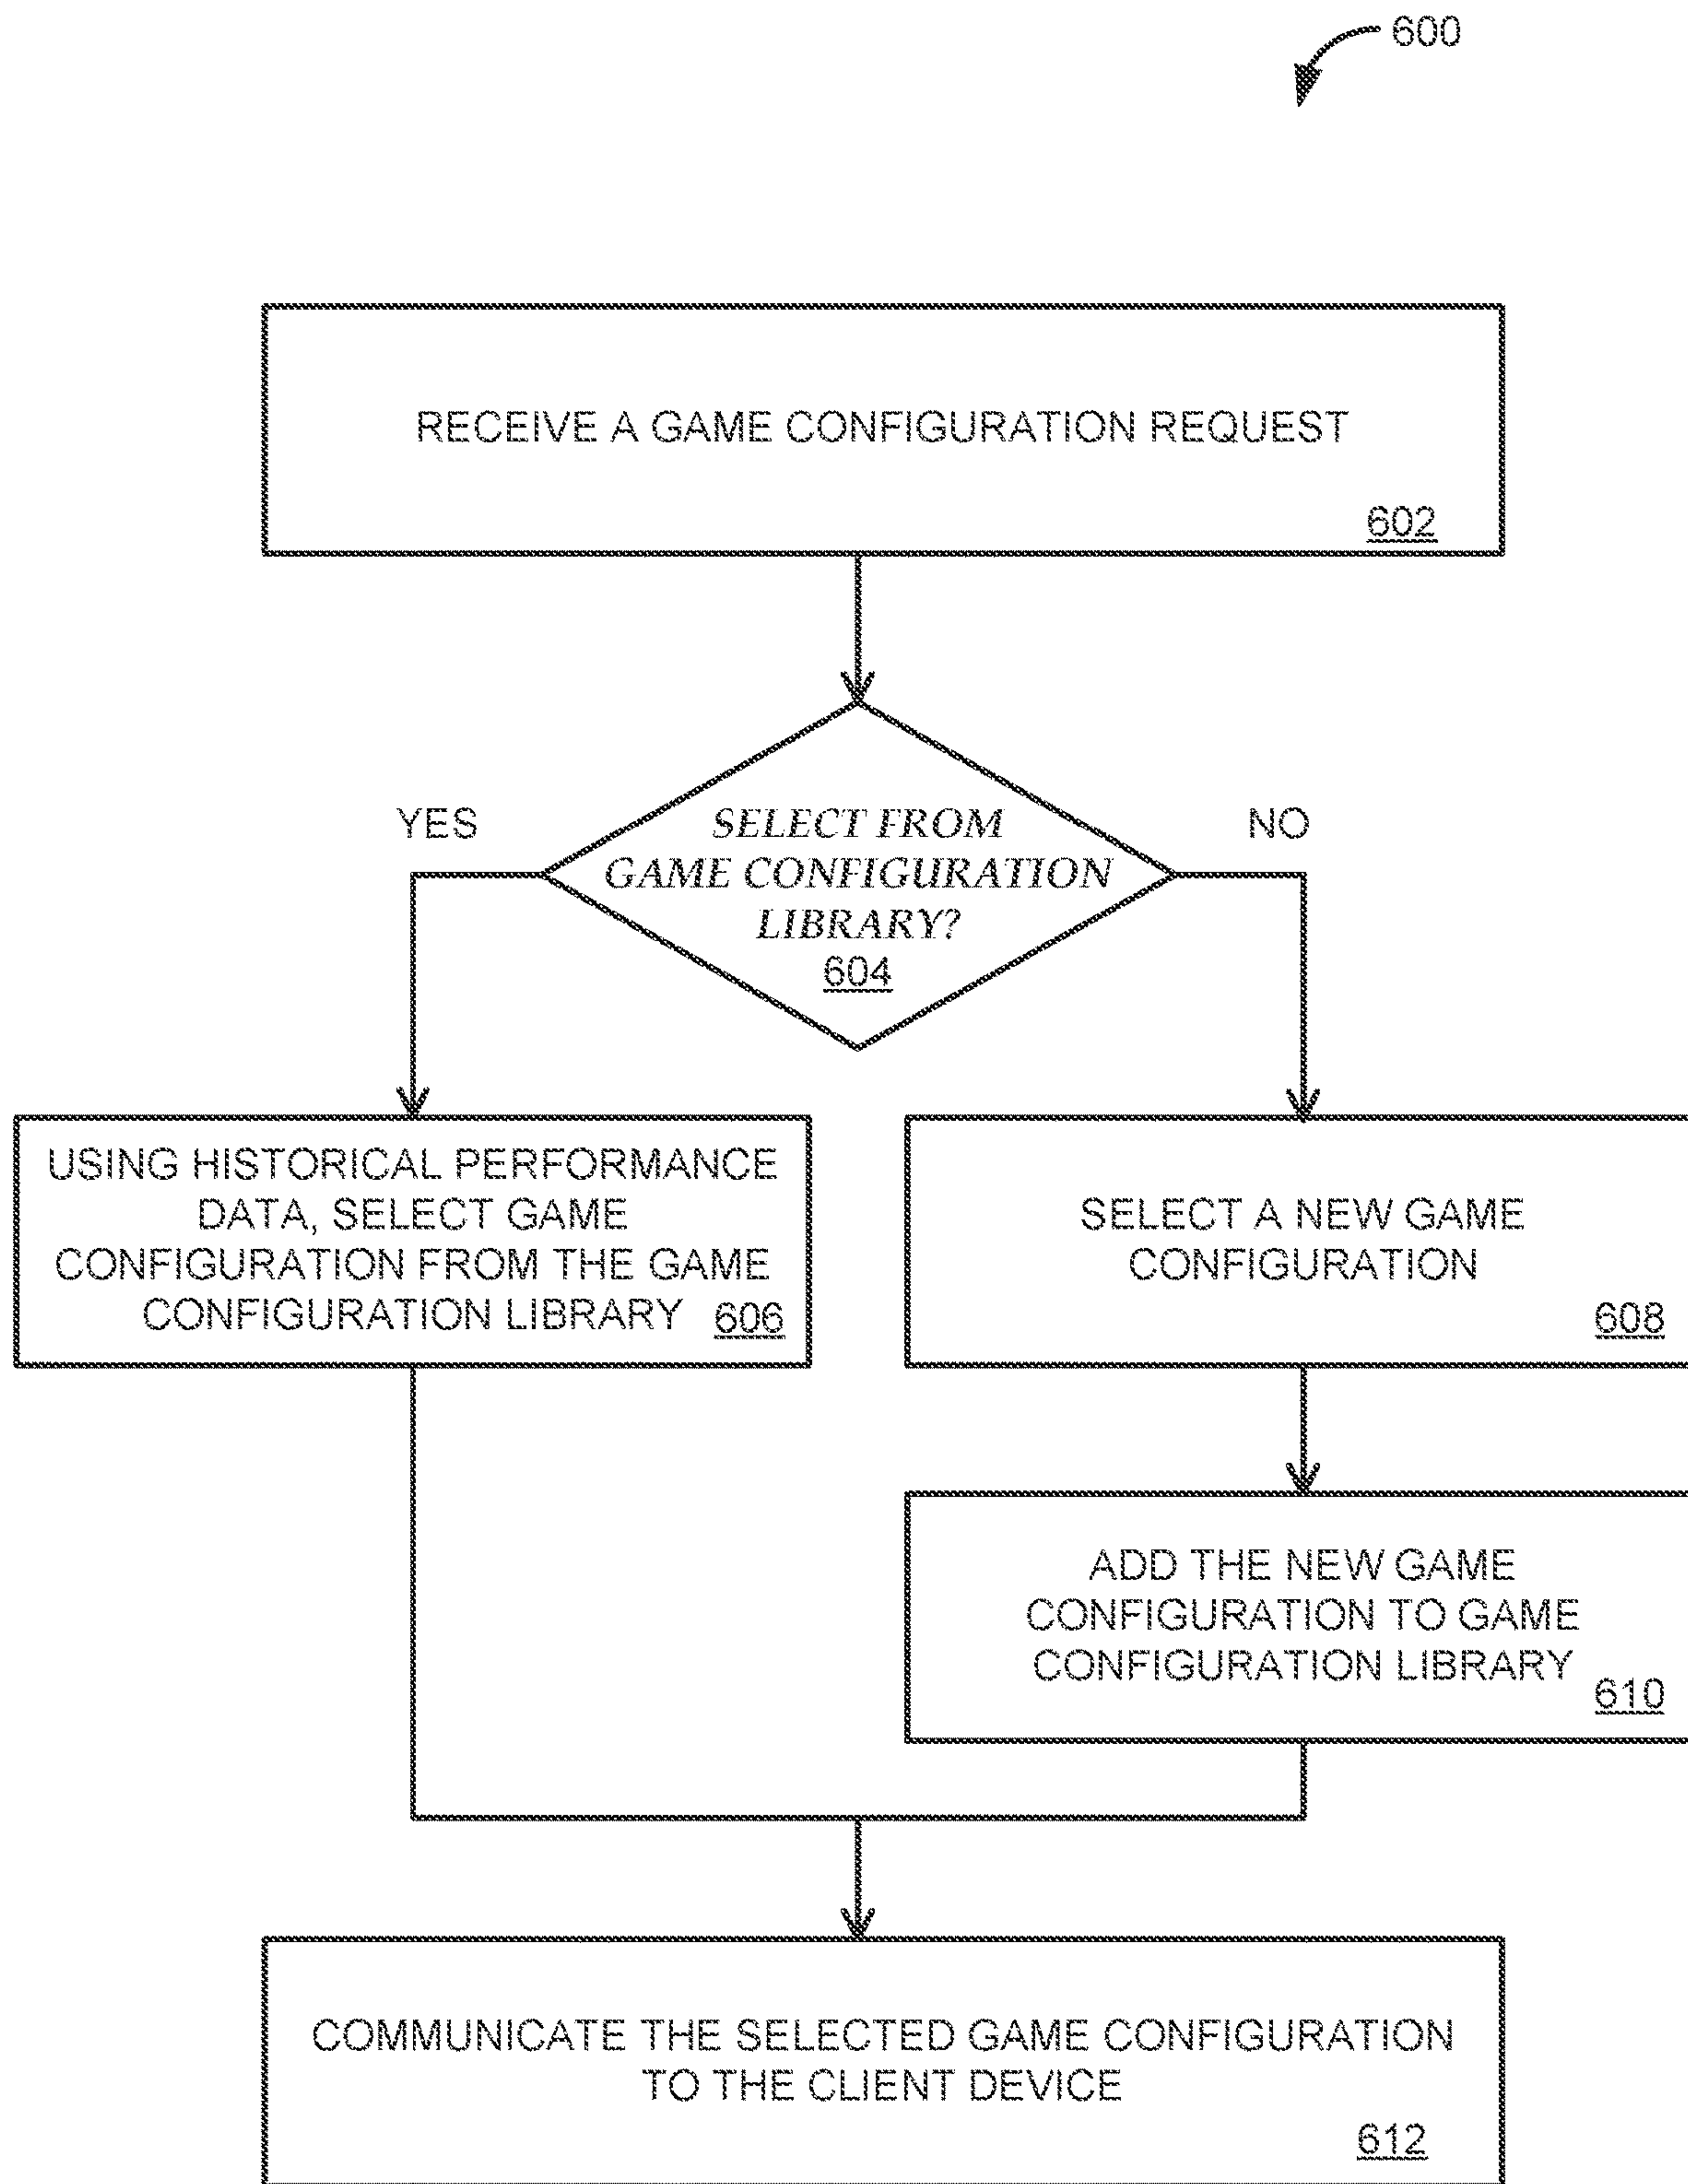 600
RECEIVE A GAME CONFIGURATION REQUEST
602
YES
SELECT FROM
GAME CONFIGURATION
LIBRARY?
604
NO
USING HISTORICAL PERFORMANCE
DATA, SELECT GAME
CONFIGURATION FROM THE GAME
CONFIGURATION LIBRARY 606
SELECT A NEW GAME
CONFIGURATION
608
ADD THE NEW GAME
CONFIGURATION TO GAME
CONFIGURATION LIBRARY
610
COMMUNICATE THE SELECTED GAME CONFIGURATION
TO THE CLIENT DEVICE
612